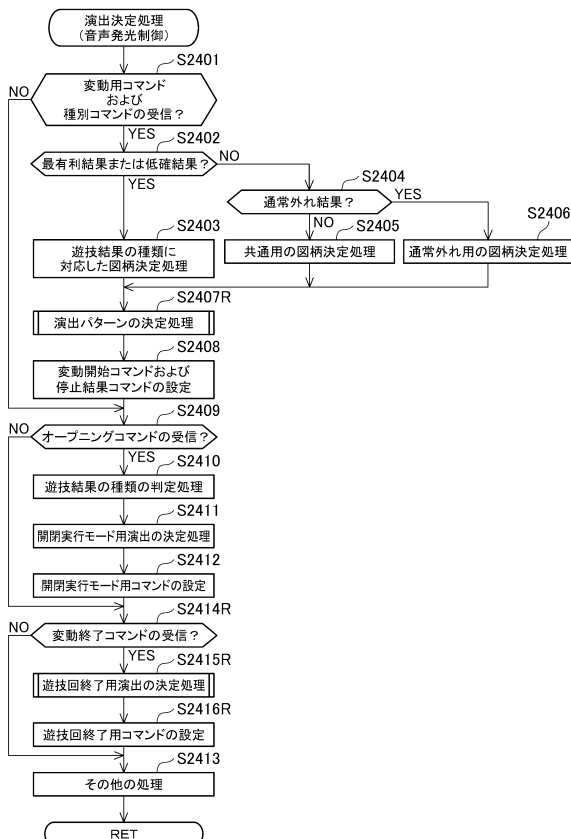 演出決定処理
(音声発光制御)
S2401
変動用コマンド
および
種別コマンドの受信?
NO
YES
S2402
最有利結果または低確結果?
NO
YES
S2404
通常外れ結果?
YES
NO
S2403
遊技結果の種類に
対応した図柄決定処理
S2405
共通用の図柄決定処理
S2406
通常外れ用の図柄決定処理
S2407R
演出パターンの決定処理
S2408
変動開始コマンドおよび
停止結果コマンドの設定
S2409
NO
オープニングコマンドの受信?
YES
S2410
遊技結果の種類の判定処理
S2411
開閉実行モード用演出の決定処理
S2412
開閉実行モード用コマンドの設定
S2414R
NO
変動終了コマンドの受信?
YES
S2415R
遊技回終了用演出の決定処理
S2416R
遊技回終了用コマンドの設定
S2413
その他の処理
RET